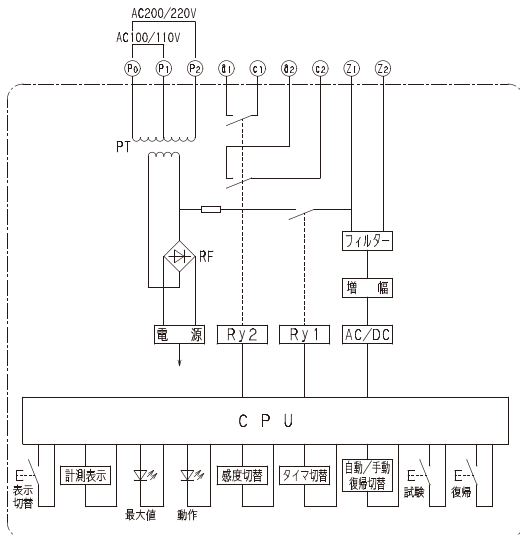 AC200/220V
AC100/110V
P0 P1 P2 a1 c1 a2 c2 Z1 Z2
PT
フィルター
RF
増 幅
電 源
Ry2
Ry1
AC/DC
CPU
表示
切替
計測表示
最大値
動作
感度切替
タイマ切替
自動/手動
復帰切替
試験
復帰